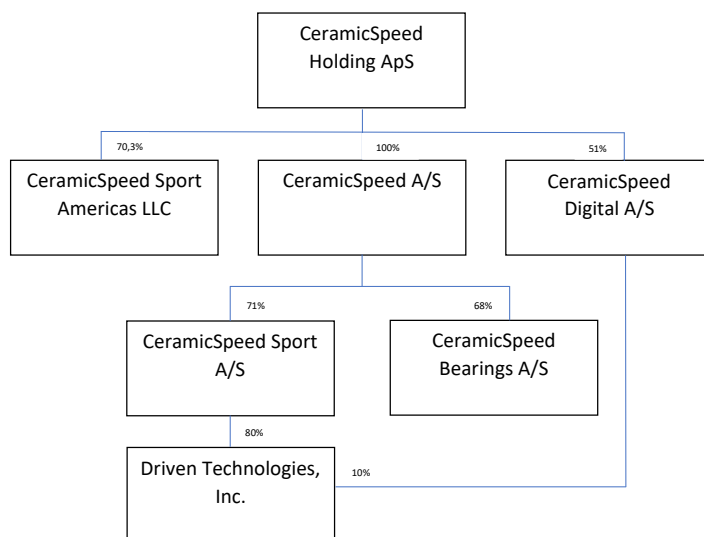 CeramicSpeed
Holding ApS
70,3%
100%
51%
CeramicSpeed Sport
Americas LLC
CeramicSpeed A/S
CeramicSpeed
Digital A/S
71%
68%
CeramicSpeed Sport
A/S
CeramicSpeed
Bearings A/S
80%
Driven Technologies,
Inc.
10%